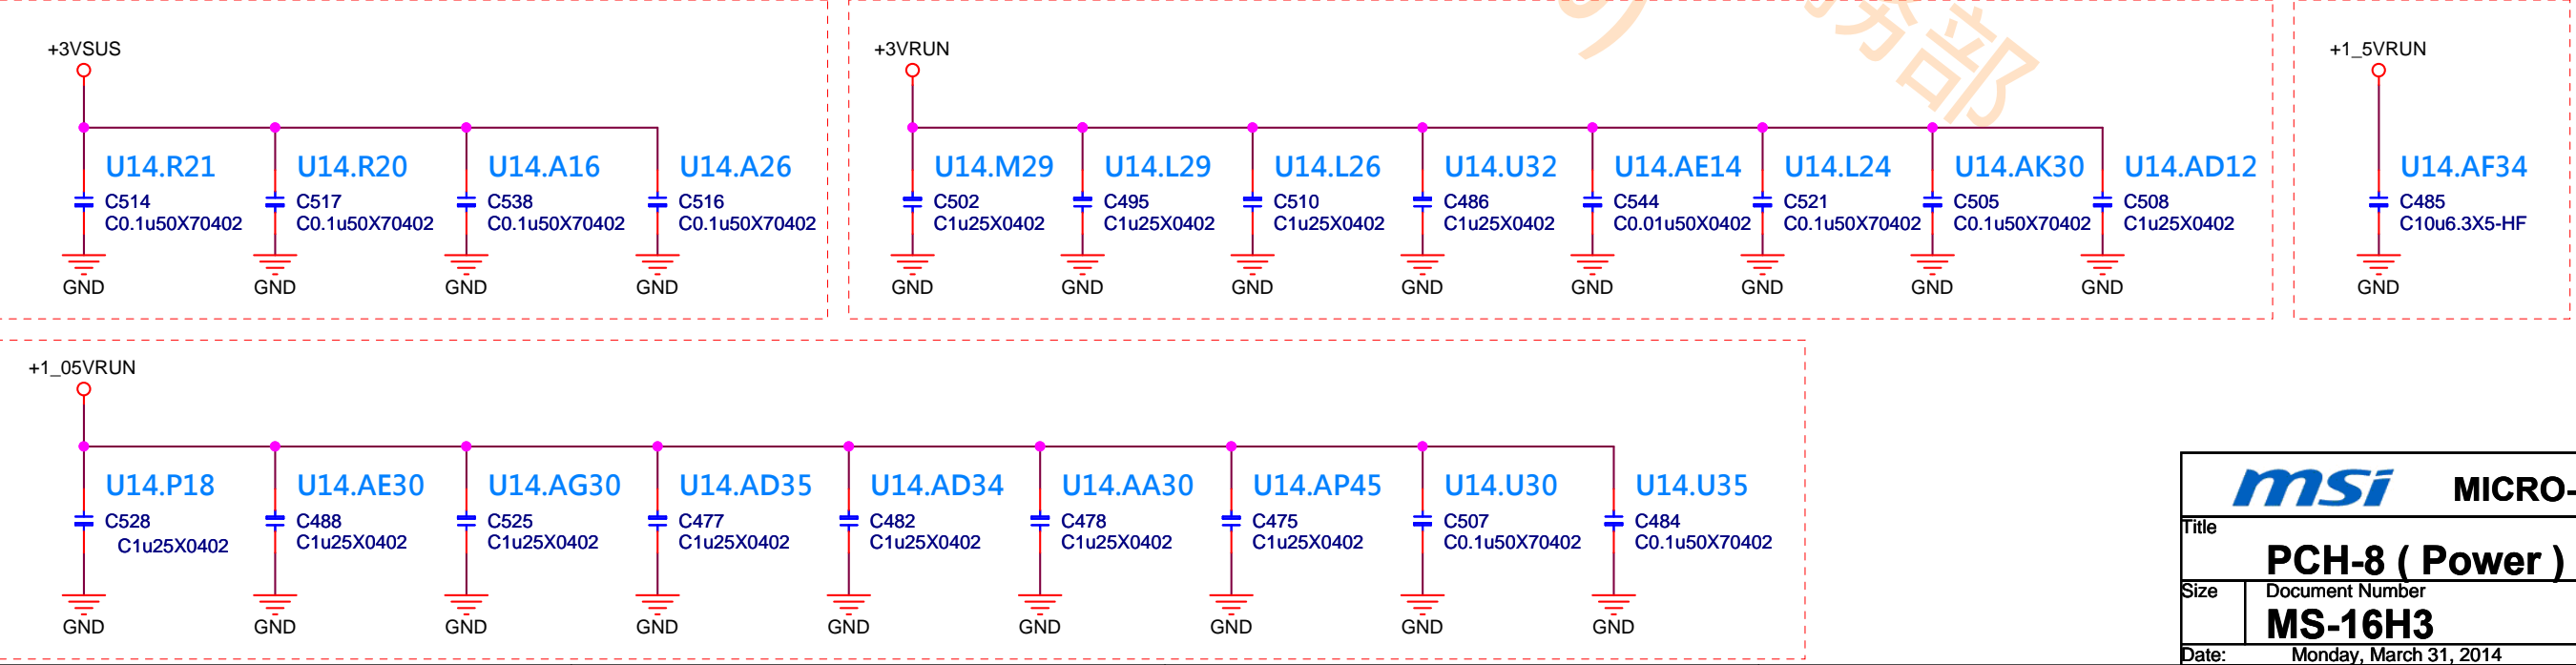 +3VSUS
U14.R21 U14.R20 U14.A16 U14.A26
C514 C517 C538 C516
C0.1u50X70402 C0.1u50X70402 C0.1u50X70402 C0.1u50X70402
GND GND GND GND
+3VRUN
U14.M29 U14.L29 U14.L26 U14.U32 U14.AE14 U14.L24 U14.AK30 U14.AD12
C502 C495 C510 C486 C544 C521 C505 C508
C1u25X0402 C1u25X0402 C1u25X0402 C1u25X0402 C0.01u50X0402 C0.1u50X70402 C0.1u50X70402 C1u25X0402
GND GND GND GND GND GND GND GND
+1_5VRUN
U14.AF34
C485
C10u6.3X5-HF
GND
+1_05VRUN
U14.P18 U14.AE30 U14.AG30 U14.AD35 U14.AD34 U14.AA30 U14.AP45 U14.U30 U14.U35
C528 C488 C525 C477 C482 C478 C475 C507 C484
C1u25X0402 C1u25X0402 C1u25X0402 C1u25X0402 C1u25X0402 C1u25X0402 C1u25X0402 C0.1u50X70402 C0.1u50X70402
GND GND GND GND GND GND GND GND GND
部
msi MICRO-
Title
PCH-8 ( Power )
Size Document Number
MS-16H3
Date: Monday, March 31, 2014